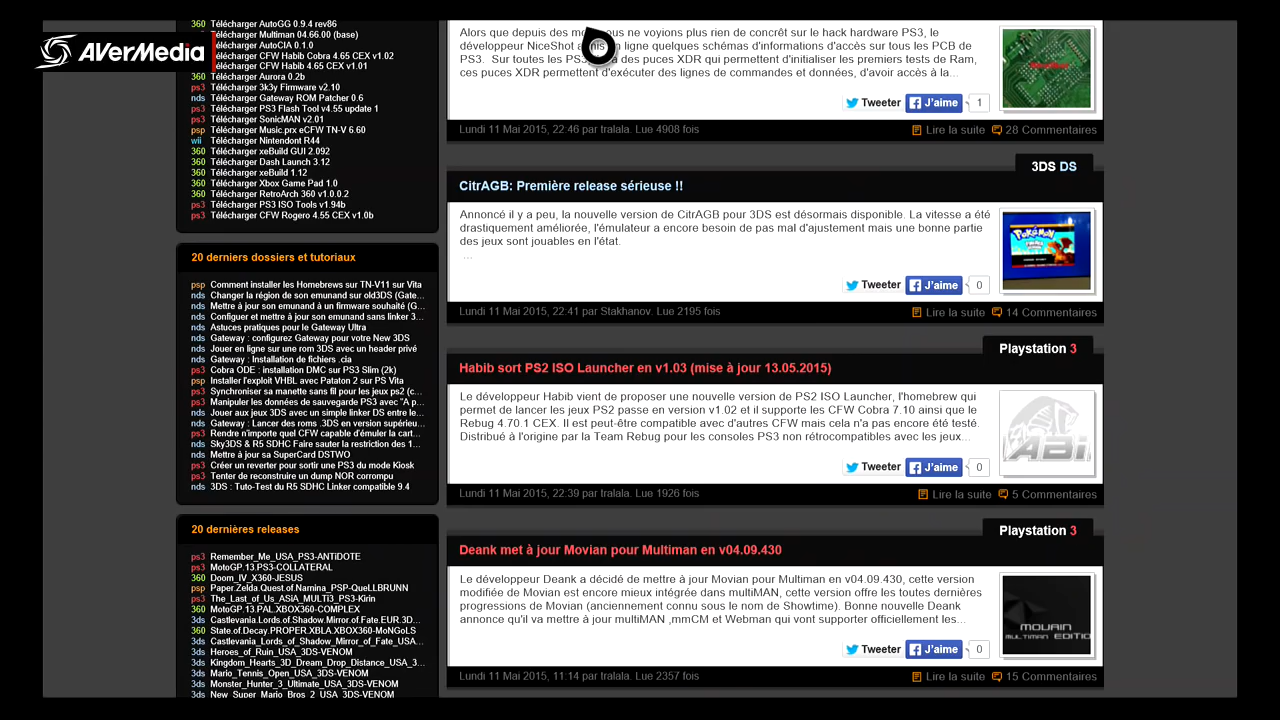 AVerMedia
360 Télécharger AutoGG 0.9.4 rev86
Télécharger Multiman 04.66.00 (base)
Télécharger AutoCIA 0.1.0
Télécharger CFW Habib Cobra 4.65 CEX v1.02
Télécharger CFW Habib 4.65 CEX v1.01
360 Télécharger Aurora 0.2b
ps3 Télécharger 3k3y Firmware v2.10
nds Télécharger Gateway ROM Patcher 0.6
ps3 Télécharger PS3 Flash Tool v4.55 update 1
ps3 Télécharger SonicMAN v2.01
psp Télécharger Music.prx eCFW TN-V 6.60
wii Télécharger Nintendont R44
360 Télécharger xeBuild GUI 2.092
360 Télécharger Dash Launch 3.12
360 Télécharger xeBuild 1.12
360 Télécharger Xbox Game Pad 1.0
360 Télécharger RetroArch 360 v1.0.0.2
ps3 Télécharger PS3 ISO Tools v1.94b
ps3 Télécharger CFW Rogero 4.55 CEX v1.0b
20 derniers dossiers et tutoriaux
psp Comment installer les Homebrews sur TN-V11 sur Vita
nds Changer la région de son emunand sur old3DS (Gate...
nds Mettre à jour son emunand à un firmware souhaité (G...
nds Configuer et mettre à jour son emunand sans linker 3...
nds Astuces pratiques pour le Gateway Ultra
nds Gateway : configurez Gateway pour votre New 3DS
nds Jouer en ligne sur une rom 3DS avec un header privé
nds Gateway : Installation de fichiers .cia
ps3 Cobra ODE : installation DMC sur PS3 Slim (2k)
psp Installer l'exploit VHBL avec Pataton 2 sur PS Vita
ps3 Synchroniser sa manette sans fil pour les jeux ps2 (c...
ps3 Manipuler les données de sauvegarde PS3 avec "A p...
nds Jouer aux jeux 3DS avec un simple linker DS entre le...
nds Gateway : Lancer des roms .3DS en version supérieu...
ps3 Rendre n'importe quel CFW capable d'émuler la cart...
nds Sky3DS & R5 SDHC Faire sauter la restriction des 1...
nds Mettre à jour sa SuperCard DSTWO
ps3 Créer un reverter pour sortir une PS3 du mode Kiosk
ps3 Tenter de reconstruire un dump NOR corrompu
nds 3DS : Tuto-Test du R5 SDHC Linker compatible 9.4
20 dernières releases
ps3 Remember_Me_USA_PS3-ANTiDOTE
ps3 MotoGP.13.PS3-COLLATERAL
360 Doom_IV_X360-JESUS
psp Paper.Zelda.Quest.of.Narnina_PSP-QueLLBRUNN
ps3 The_Last_of_Us_ASIA_MULTi3_PS3-Kirin
360 MotoGP.13.PAL.XBOX360-COMPLEX
3ds Castlevania.Lords.of.Shadow.Mirror.of.Fate.EUR.3D...
360 State.of.Decay.PROPER.XBLA.XBOX360-MoNGoLS
3ds Castlevania_Lords_of_Shadow_Mirror_of_Fate_USA...
3ds Heroes_of_Ruin_USA_3DS-VENOM
3ds Kingdom_Hearts_3D_Dream_Drop_Distance_USA_3...
3ds Mario_Tennis_Open_USA_3DS-VENOM
3ds Monster_Hunter_3_Ultimate_USA_3DS-VENOM
3ds New_Super_Mario_Bros_2_USA_3DS-VENOM
Alors que depuis des nous ne voyions plus rien de concrêt sur le hack hardware PS3, le
développeur NiceShot a mis en ligne quelques schémas d'informations d'accès sur tous les PCB de
PS3. Sur toutes les PS3 des puces XDR qui permettent d'initialiser les premiers tests de Ram,
ces puces XDR permettent d'exécuter des lignes de commandes et données, d'avoir accès à la...
Tweeter J'aime 1
Lundi 11 Mai 2015, 22:46 par tralala. Lue 4908 fois
Lire la suite 28 Commentaires
3DS DS
CitrAGB: Première release sérieuse !!
Annoncé il y a peu, la nouvelle version de CitrAGB pour 3DS est désormais disponible. La vitesse a été
drastiquement améliorée, l'émulateur a encore besoin de pas mal d'ajustement mais une bonne partie
des jeux sont jouables en l'état.
...
Pokémon
Tweeter J'aime 0
Lundi 11 Mai 2015, 22:41 par Stakhanov. Lue 2195 fois
Lire la suite 14 Commentaires
Playstation 3
Habib sort PS2 ISO Launcher en v1.03 (mise à jour 13.05.2015)
Le développeur Habib vient de proposer une nouvelle version de PS2 ISO Launcher, l'homebrew qui
permet de lancer les jeux PS2 passe en version v1.02 et il supporte les CFW Cobra 7.10 ainsi que le
Rebug 4.70.1 CEX. Il est peut-être compatible avec d'autres CFW mais cela n'a pas encore été testé.
Distribué à l'origine par la Team Rebug pour les consoles PS3 non rétrocompatibles avec les jeux...
ABi
Tweeter J'aime 0
Lundi 11 Mai 2015, 22:39 par tralala. Lue 1926 fois
Lire la suite 5 Commentaires
Playstation 3
Deank met à jour Movian pour Multiman en v04.09.430
Le développeur Deank a décidé de mettre à jour Movian pour Multiman en v04.09.430, cette version
modifiée de Movian est encore mieux intégrée dans multiMAN, cette version offre les toutes dernières
progressions de Movian (anciennement connu sous le nom de Showtime). Bonne nouvelle Deank
annonce qu'il va mettre à jour multiMAN ,mmCM et Webman qui vont supporter officiellement les...
MOVIAN
MULTIMAN EDITIO
Tweeter J'aime 0
Lundi 11 Mai 2015, 11:14 par tralala. Lue 2357 fois
Lire la suite 15 Commentaires